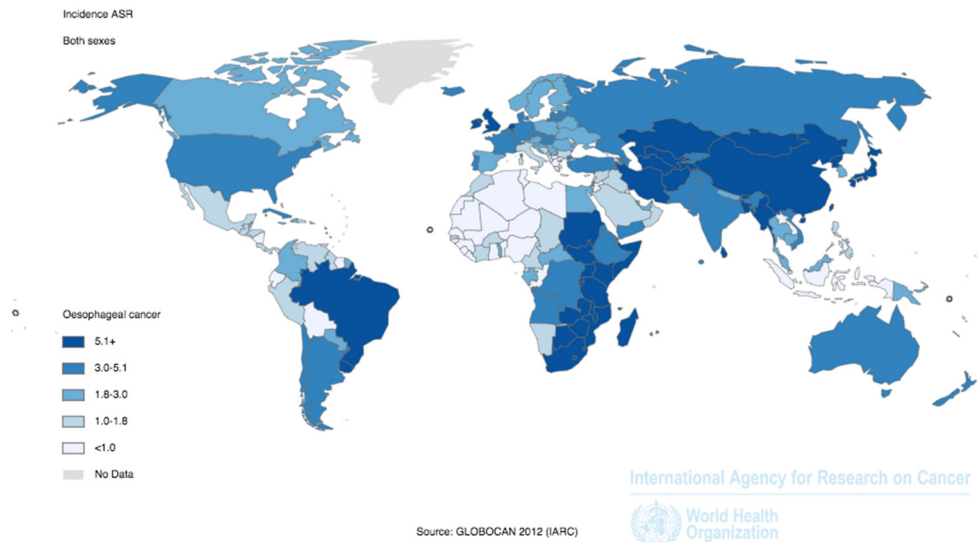 Incidence ASR
Both sexes
Oesophageal cancer
5.1+
3.0-5.1
1.8-3.0
1.0-1.8
<1.0
No Data
International Agency for Research on Cancer
World Health
Organization
Source: GLOBOCAN 2012 (IARC)